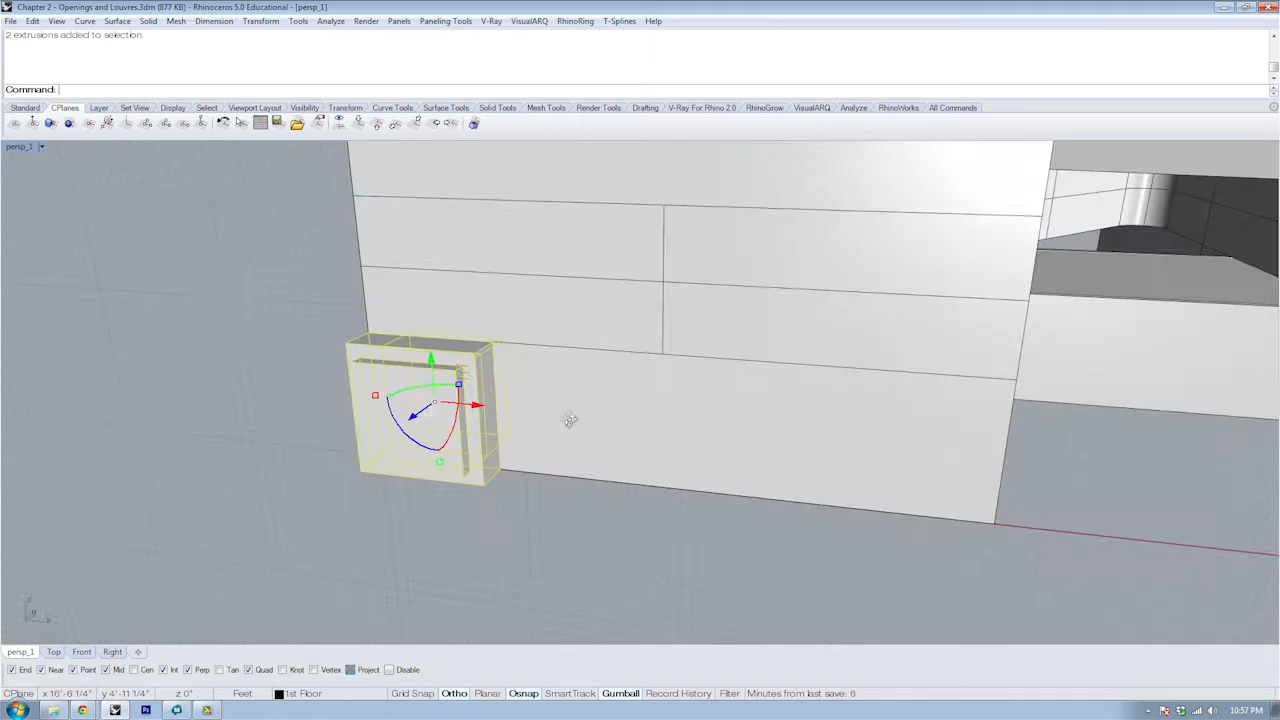 Chapter 2 - Openings and Louvres.3dm (877 KB) - Rhinoceros 5.0 Educational - [persp_1]
File Edit View Curve Surface Solid Mesh Dimension Transform Tools Analyze Render Panels Paneling Tools V-Ray VisualARQ RhinoRing T-Splines Help
2 extrusions added to selection.
Command:
Standard CPlanes Layer Set View Display Select Viewport Layout Visibility Transform Curve Tools Surface Tools Solid Tools Mesh Tools Render Tools Drafting V-Ray For Rhino 2.0 RhinoGrow VisualARQ Analyze RhinoWorks All Commands
persp_1
persp_1 Top Front Right
End Near Point Mid Cen Int Perp Tan Quad Knot Vertex Project Disable
CPlane x 16'-6 1/4" y 4'-11 1/4" z 0" Feet 1st Floor Grid Snap Ortho Planar Osnap SmartTrack Gumball Record History Filter Minutes from last save: 6
10:57 PM